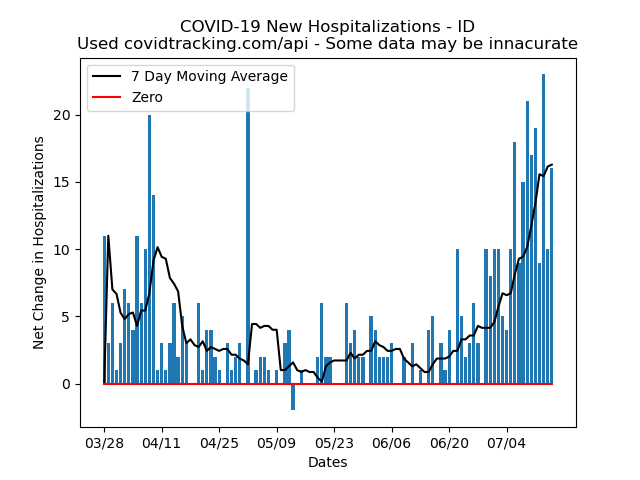 COVID-19 New Hospitalizations - ID
Used covidtracking.com/api - Some data may be innacurate
7 Day Moving Average
Zero
Net Change in Hospitalizations
20
15
10
5
0
03/28 04/11 04/25 05/09 05/23 06/06 06/20 07/04
Dates